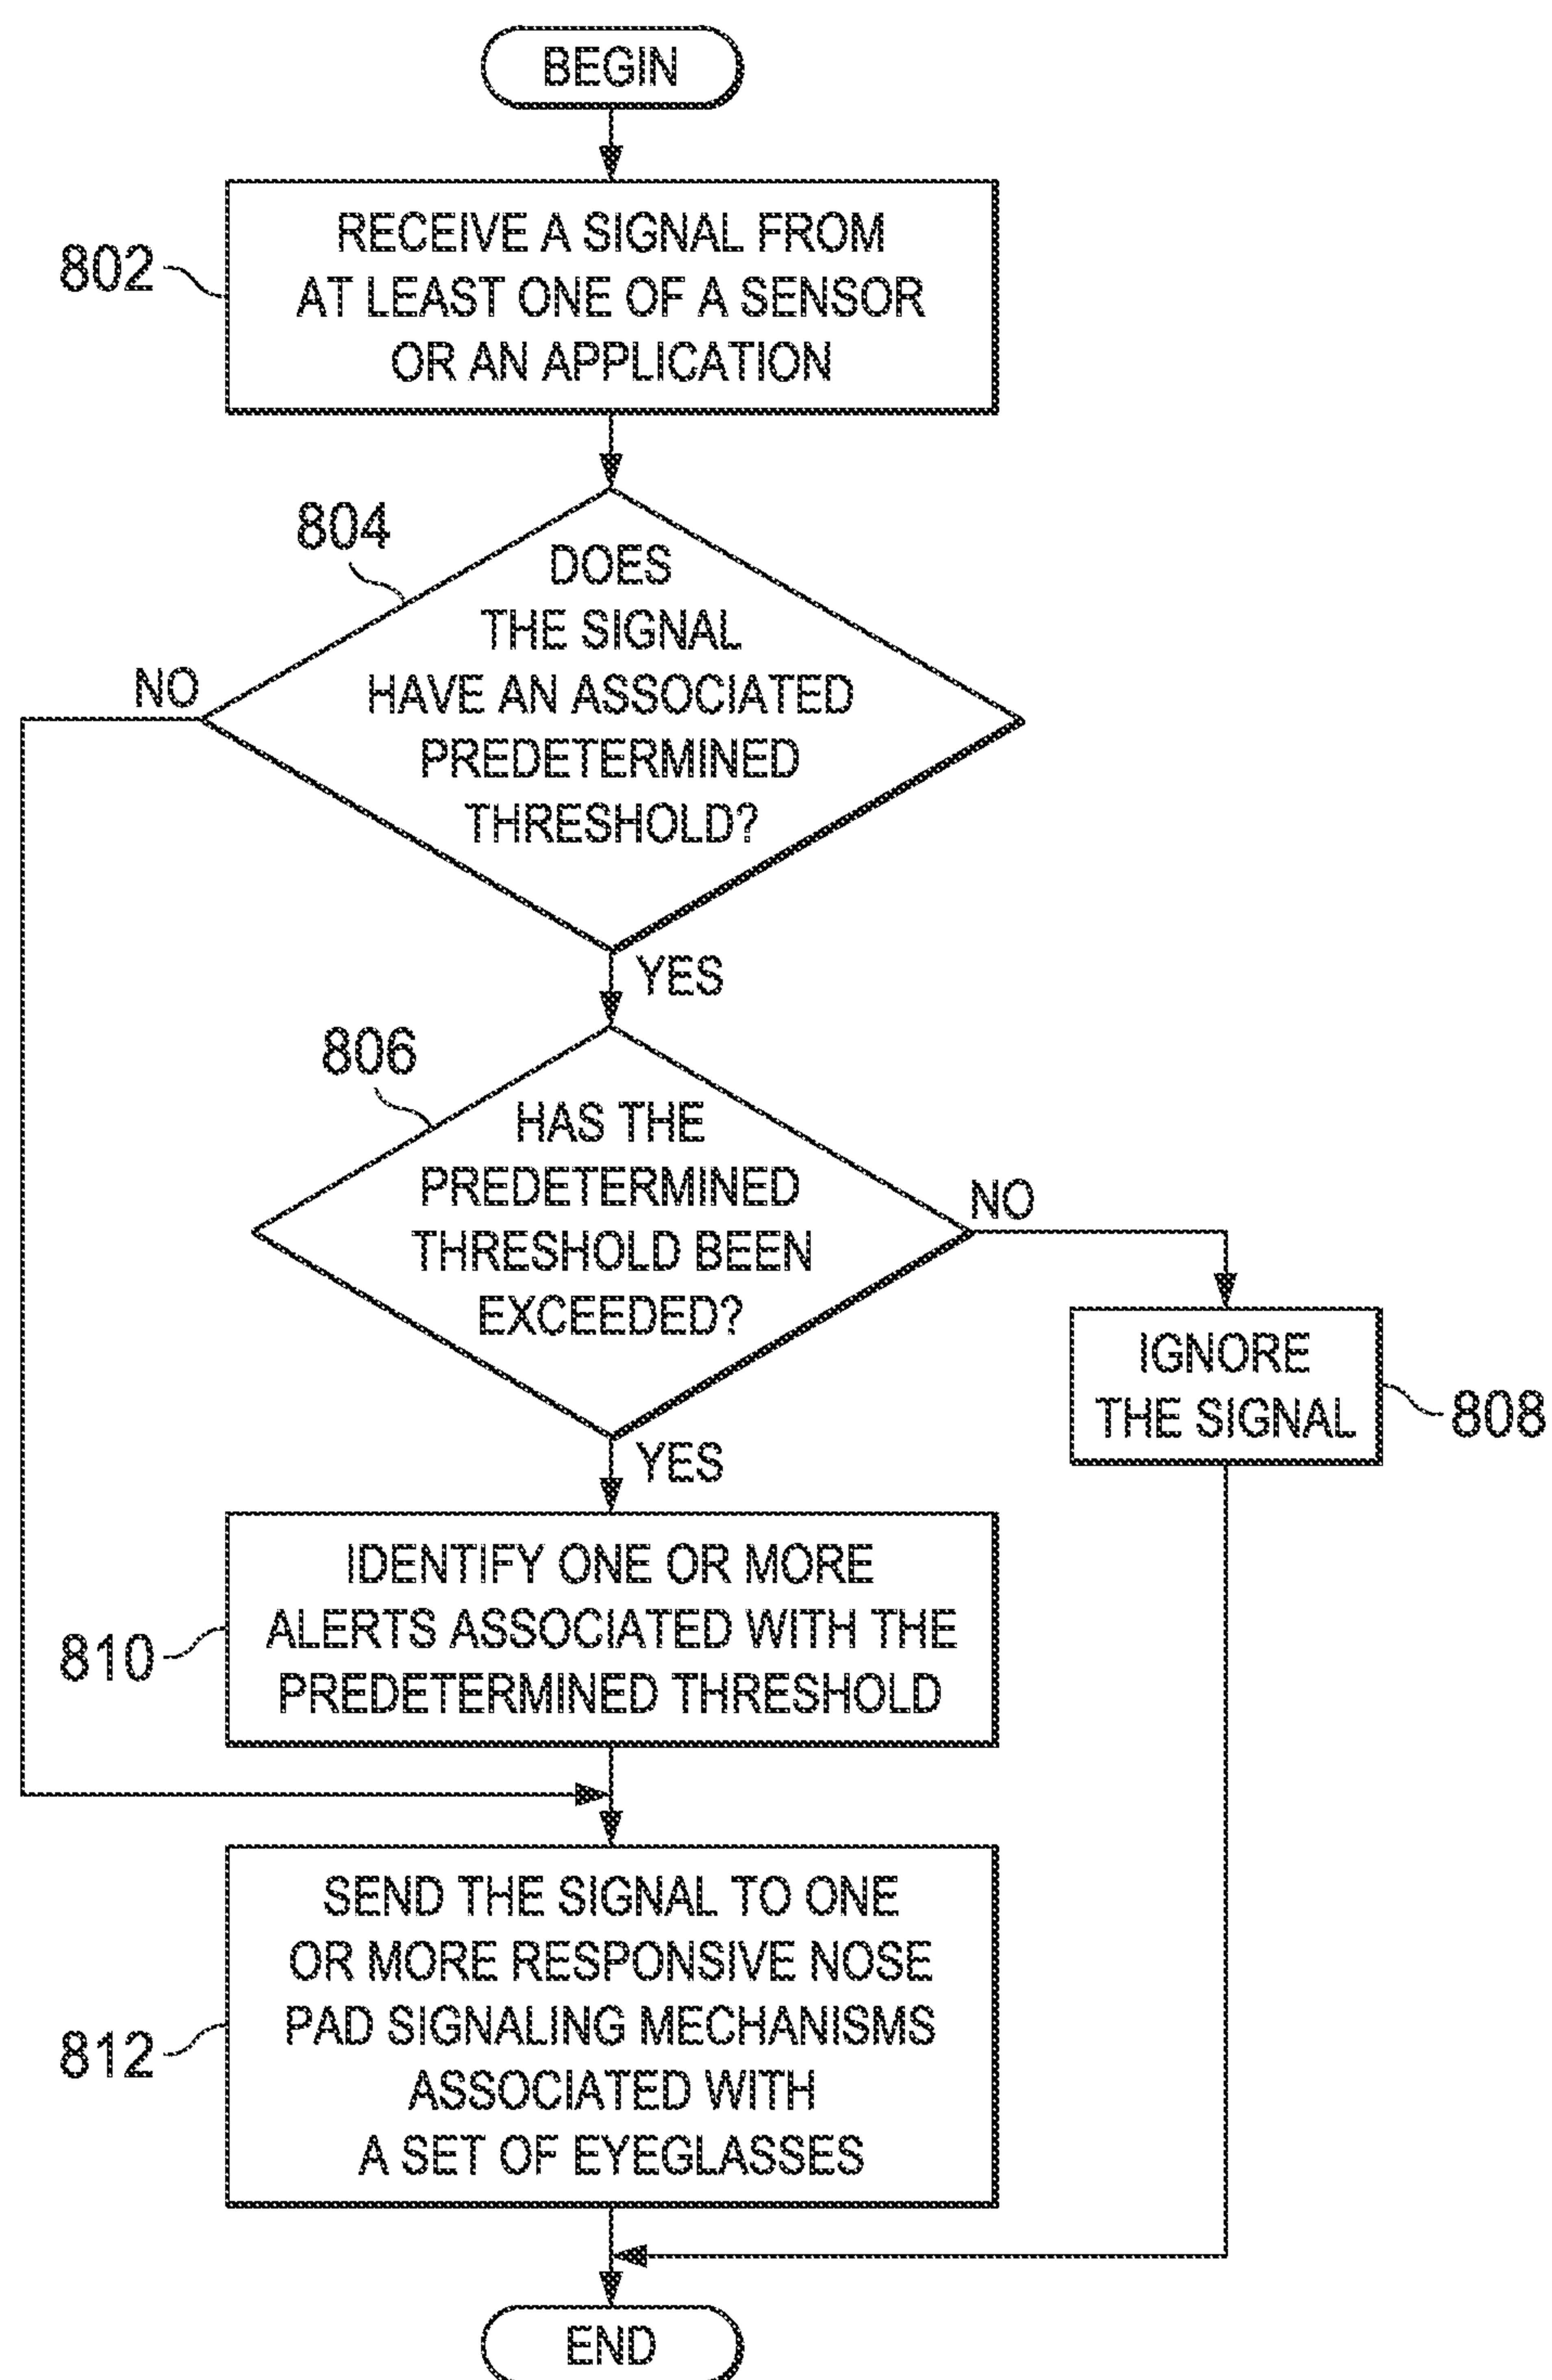 BEGIN
802
RECEIVE A SIGNAL FROM
AT LEAST ONE OF A SENSOR
OR AN APPLICATION
804
DOES
THE SIGNAL
HAVE AN ASSOCIATED
PREDETERMINED
THRESHOLD?
NO
YES
806
HAS THE
PREDETERMINED
THRESHOLD BEEN
EXCEEDED?
NO
IGNORE
THE SIGNAL
808
YES
810
IDENTIFY ONE OR MORE
ALERTS ASSOCIATED WITH THE
PREDETERMINED THRESHOLD
812
SEND THE SIGNAL TO ONE
OR MORE RESPONSIVE NOSE
PAD SIGNALING MECHANISMS
ASSOCIATED WITH
A SET OF EYEGLASSES
END